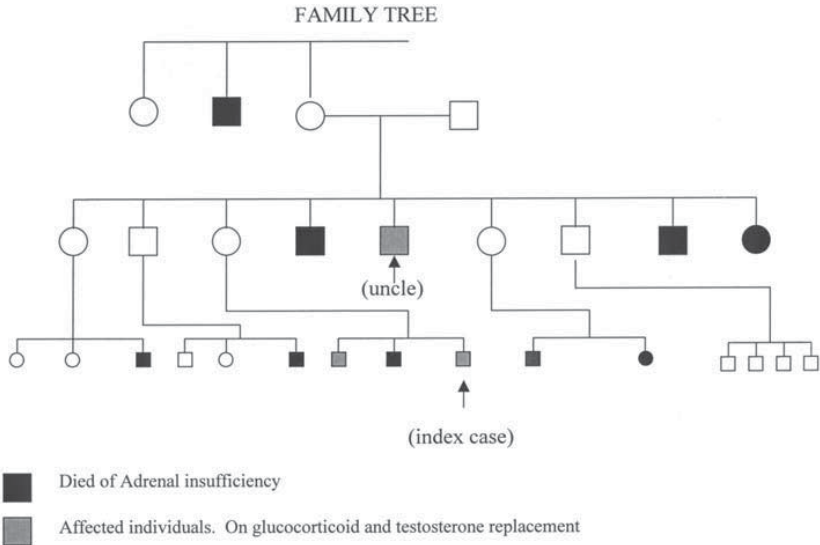 FAMILY TREE
(uncle)
(index case)
Died of Adrenal insufficiency
Affected individuals. On glucocorticoid and testosterone replacement